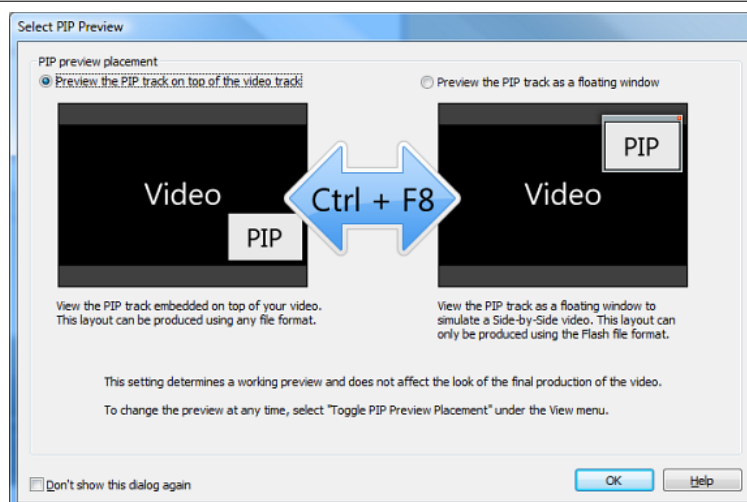 Select PIP Preview
PIP preview placement
Preview the PIP track on top of the video track
Preview the PIP track as a floating window
Video
PIP
Ctrl + F8
PIP
Video
View the PIP track embedded on top of your video.
This layout can be produced using any file format.
View the PIP track as a floating window to
simulate a Side-by-Side video. This layout can
only be produced using the Flash file format.
This setting determines a working preview and does not affect the look of the final production of the video.
To change the preview at any time, select "Toggle PIP Preview Placement" under the View menu.
Don't show this dialog again
OK
Help